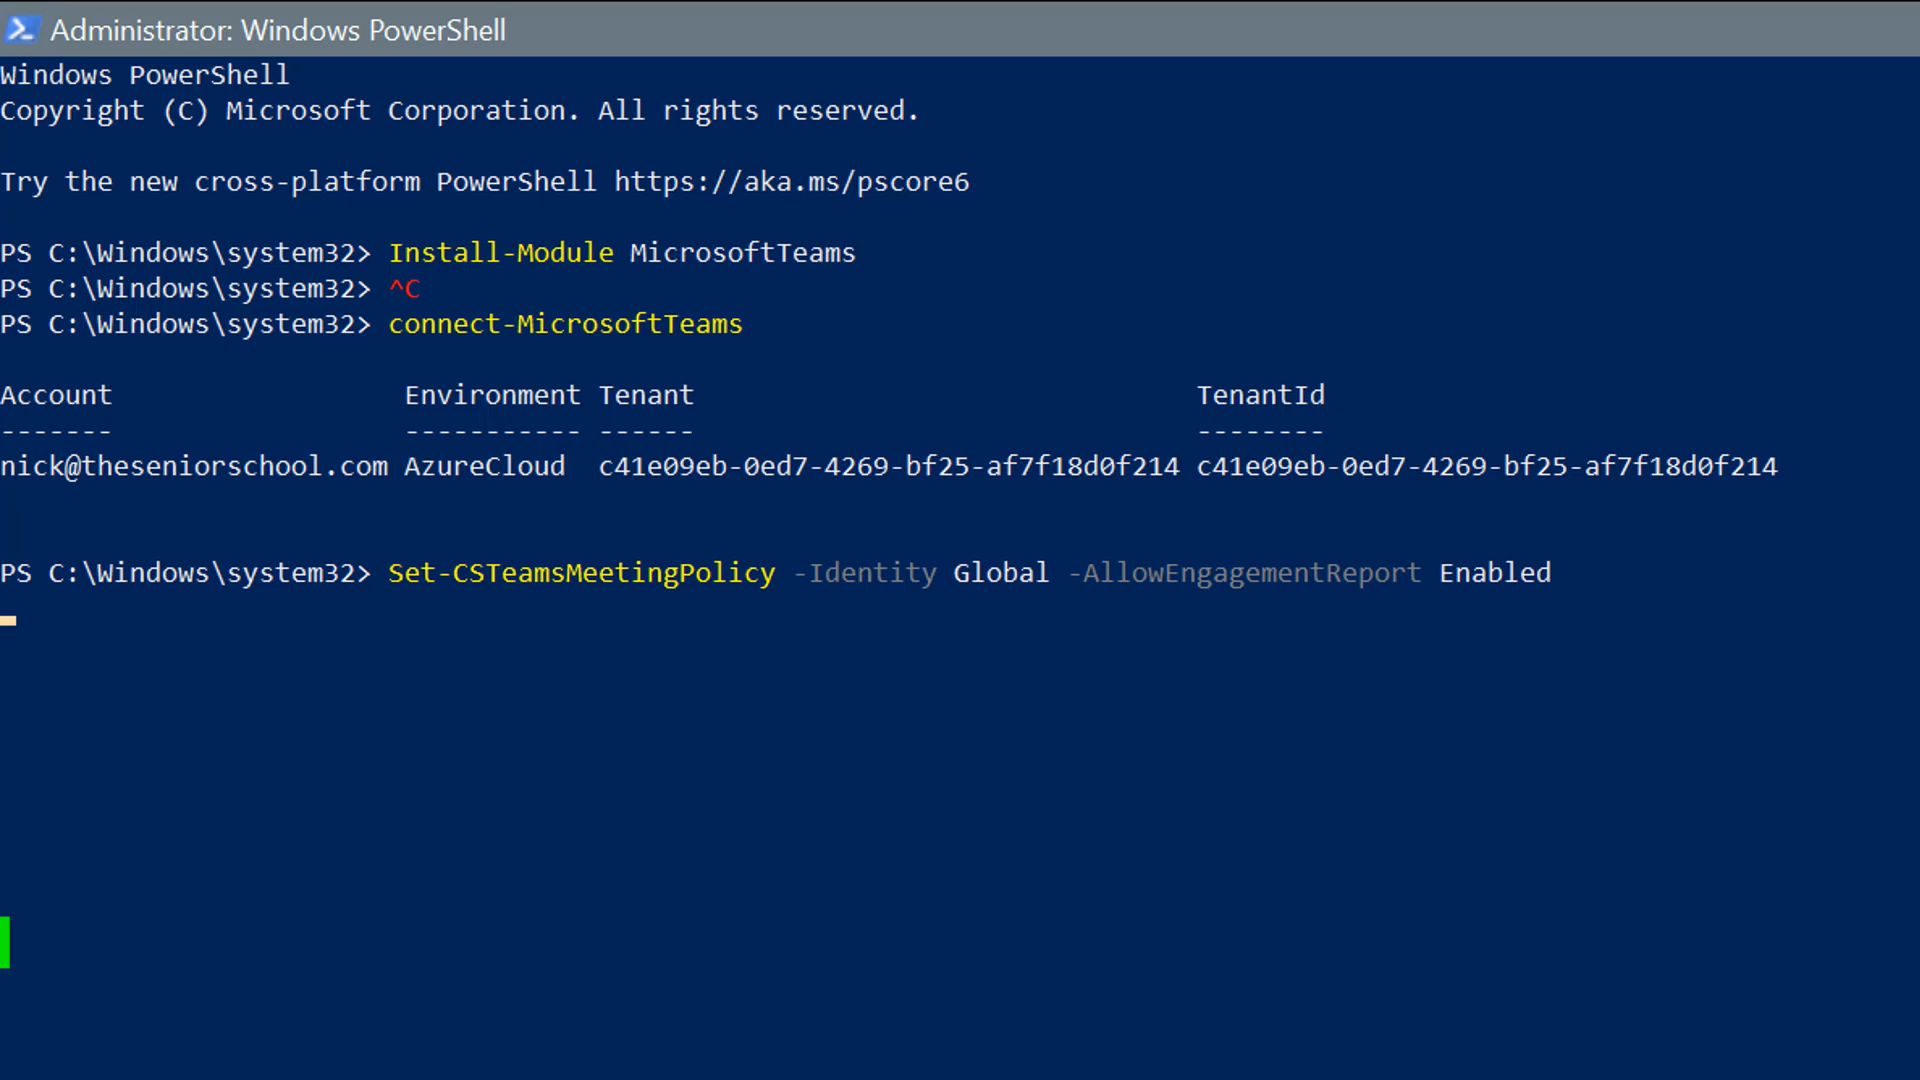 Administrator: Windows PowerShell
Windows PowerShell
Copyright (C) Microsoft Corporation. All rights reserved.
Try the new cross-platform PowerShell https://aka.ms/pscore6
PS C:\Windows\system32> Install-Module MicrosoftTeams
PS C:\Windows\system32> ^C
PS C:\Windows\system32> connect-MicrosoftTeams
Account Environment Tenant TenantId
------- ----------- ------ --------
nick@theseniorschool.com AzureCloud c41e09eb-0ed7-4269-bf25-af7f18d0f214 c41e09eb-0ed7-4269-bf25-af7f18d0f214
PS C:\Windows\system32> Set-CSTeamsMeetingPolicy -Identity Global -AllowEngagementReport Enabled